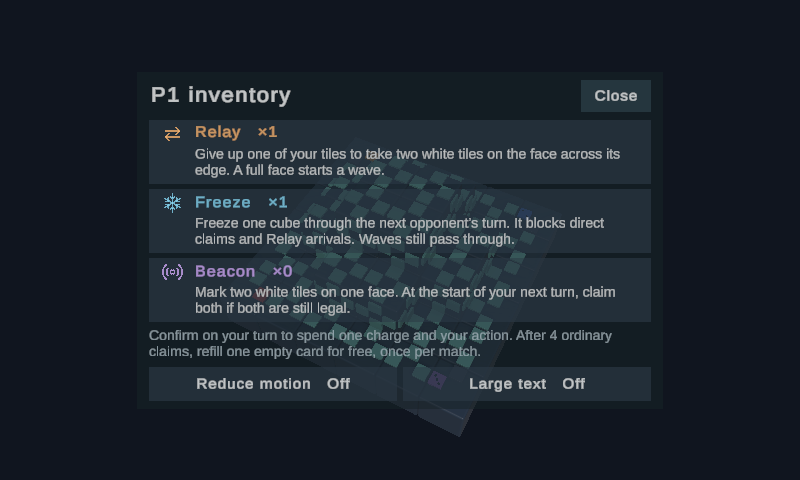 P1 inventory
Close
Relay ×1
Give up one of your tiles to take two white tiles on the face across its
edge. A full face starts a wave.
Freeze ×1
Freeze one cube through the next opponent's turn. It blocks direct
claims and Relay arrivals. Waves still pass through.
Beacon ×0
Mark two white tiles on one face. At the start of your next turn, claim
both if both are still legal.
Confirm on your turn to spend one charge and your action. After 4 ordinary
claims, refill one empty card for free, once per match.
Reduce motion Off
Large text Off